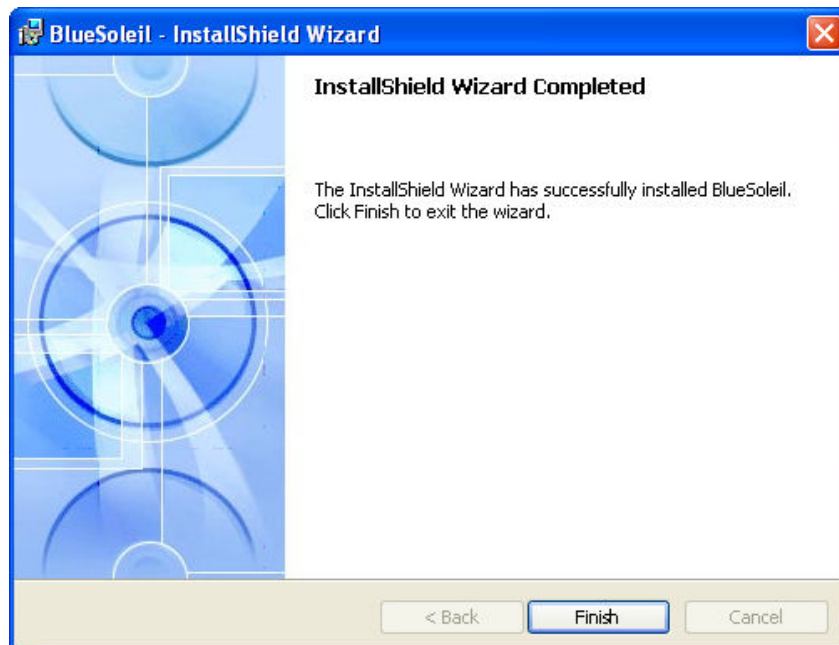 BlueSoleil - InstallShield Wizard
InstallShield Wizard Completed
The InstallShield Wizard has successfully installed BlueSoleil.
Click Finish to exit the wizard.
< Back
Finish
Cancel